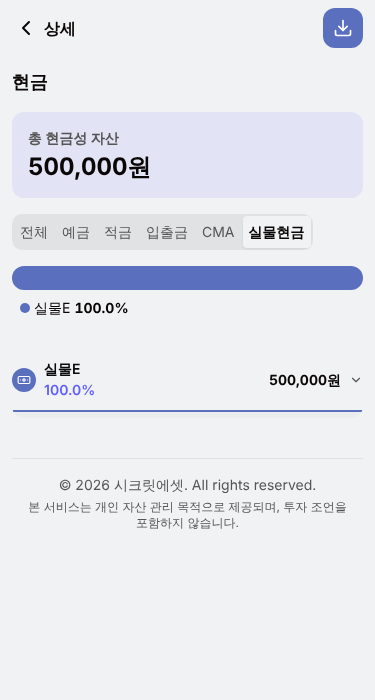 상세
현금
총 현금성 자산
500,000원
전체 예금 적금 입출금 CMA 실물현금
실물E 100.0%
실물E
100.0%
500,000원
© 2026 시크릿에셋. All rights reserved.
본 서비스는 개인 자산 관리 목적으로 제공되며, 투자 조언을
포함하지 않습니다.